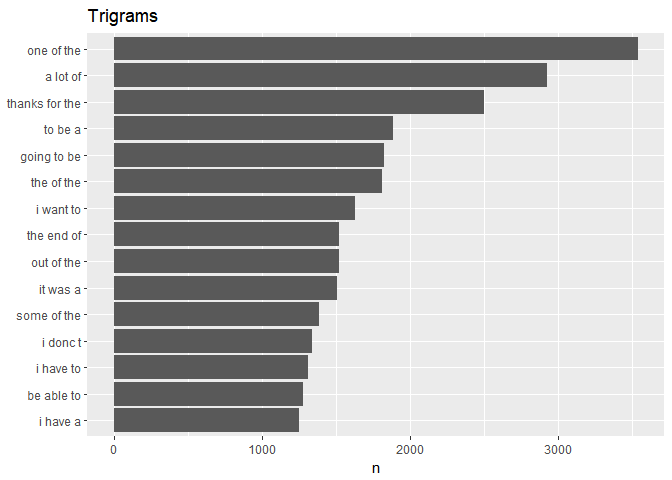 Trigrams
one of the
a lot of
thanks for the
to be a
going to be
the of the
i want to
the end of
out of the
it was a
some of the
i donc t
i have to
be able to
i have a
0 1000 2000 3000
n